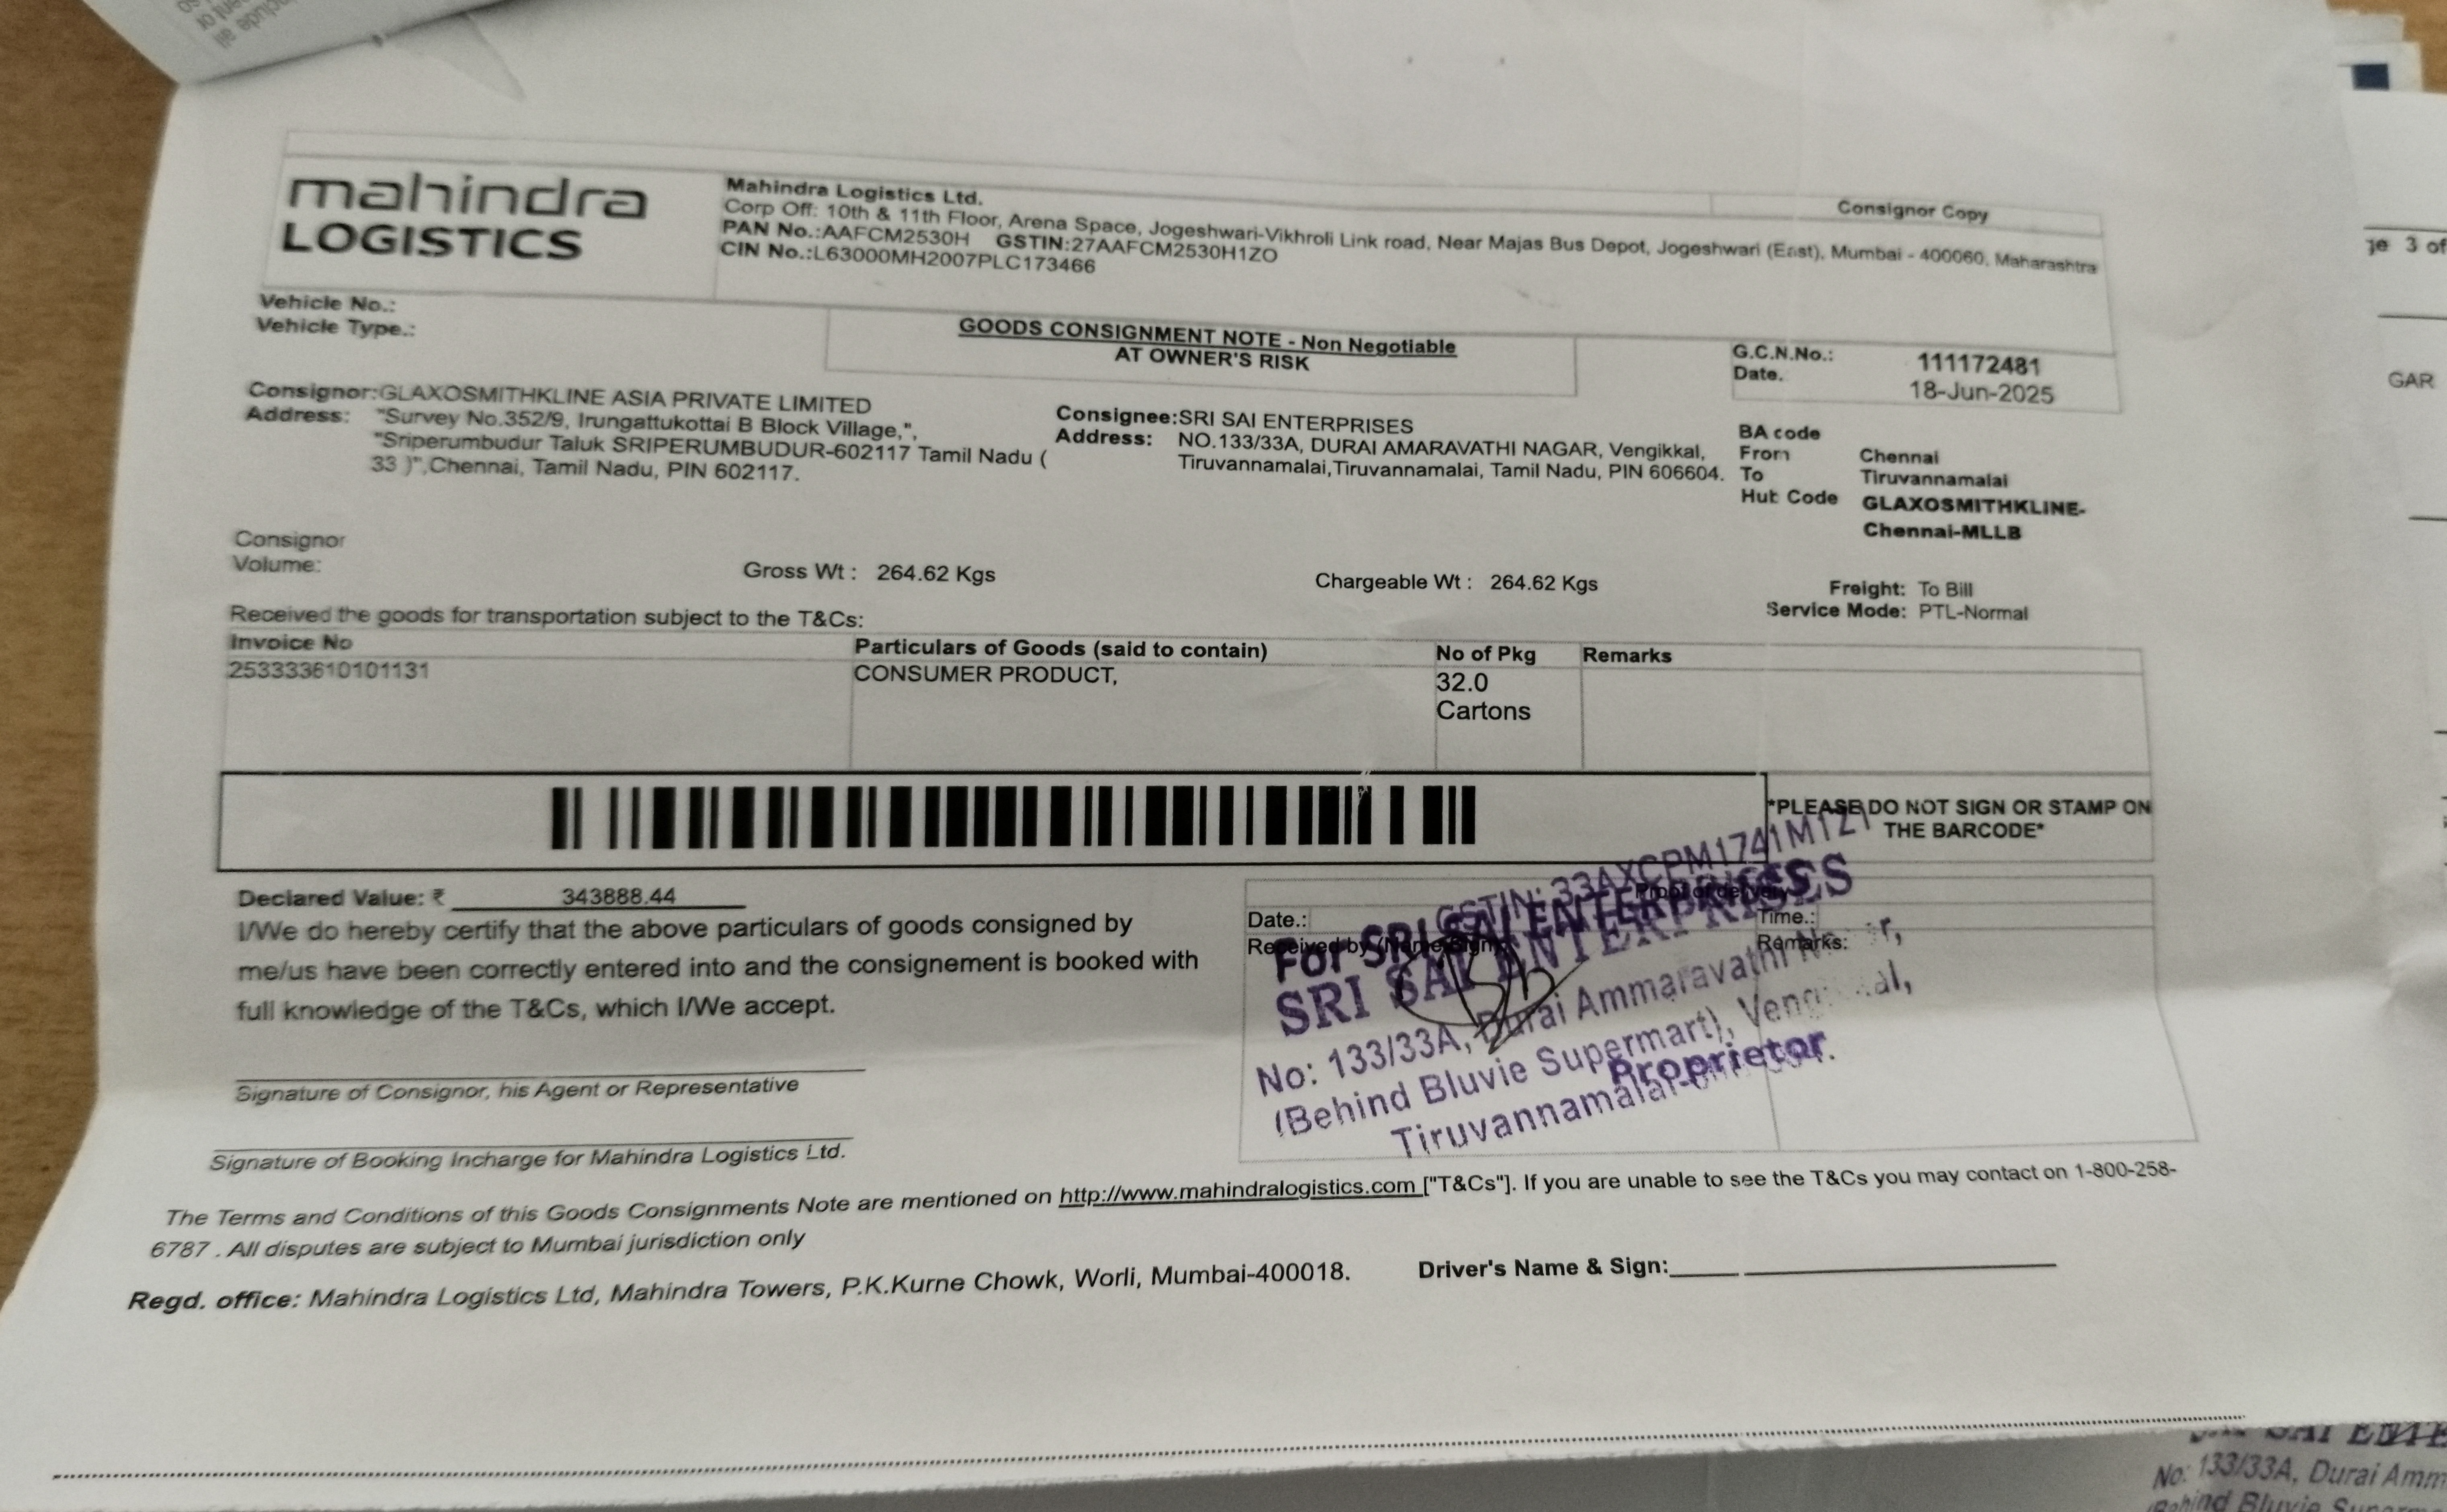 mahindra
LOGISTICS
Mahindra Logistics Ltd.
Consignor Copy
Corp Off: 10th & 11th Floor, Arena Space, Jogeshwari-Vikhroli Link road, Near Majas Bus Depot, Jogeshwari (East), Mumbai - 400060, Maharashtra
PAN No.:AAFCM2530H GSTIN:27AAFCM2530H1ZO
CIN No.:L63000MH2007PLC173466
Vehicle No.:
Vehicle Type.:
GOODS CONSIGNMENT NOTE - Non Negotiable
AT OWNER'S RISK
G.C.N.No.: 111172481
Date. 18-Jun-2025
Consignor:GLAXOSMITHKLINE ASIA PRIVATE LIMITED
Address: "Survey No.352/9, Irungattukottai B Block Village,",
"Sriperumbudur Taluk SRIPERUMBUDUR-602117 Tamil Nadu (
33 )",Chennai, Tamil Nadu, PIN 602117.
Consignee:SRI SAI ENTERPRISES
Address: NO.133/33A, DURAI AMARAVATHI NAGAR, Vengikkal,
Tiruvannamalai,Tiruvannamalai, Tamil Nadu, PIN 606604.
BA code
From Chennai
To Tiruvannamalai
Hub Code GLAXOSMITHKLINE-
Chennai-MLLB
Consignor
Volume:
Gross Wt : 264.62 Kgs
Chargeable Wt : 264.62 Kgs
Freight: To Bill
Service Mode: PTL-Normal
Received the goods for transportation subject to the T&Cs:
Invoice No Particulars of Goods (said to contain) No of Pkg Remarks
253333610101131 CONSUMER PRODUCT, 32.0
Cartons
*PLEASE DO NOT SIGN OR STAMP ON
THE BARCODE*
Declared Value: ₹ 343888.44
I/We do hereby certify that the above particulars of goods consigned by
me/us have been correctly entered into and the consignement is booked with
full knowledge of the T&Cs, which I/We accept.
Proof of delivery
Date.: Time.:
Received by (Name Sign) Remarks:
GSTIN: 33AXCPM1741M1Z1
For SRI SAI ENTERPRISES
SRI SAI ENTERPRISES
No: 133/33A, Durai Ammaravathi
(Behind Bluvie Supermart),
Tiruvannamalai
Proprietor
Signature of Consignor, his Agent or Representative
Signature of Booking Incharge for Mahindra Logistics Ltd.
The Terms and Conditions of this Goods Consignments Note are mentioned on http://www.mahindralogistics.com ["T&Cs"]. If you are unable to see the T&Cs you may contact on 1-800-258-
6787 . All disputes are subject to Mumbai jurisdiction only
Regd. office: Mahindra Logistics Ltd, Mahindra Towers, P.K.Kurne Chowk, Worli, Mumbai-400018.
Driver's Name & Sign:
3 of
GAR
No: 133/33A, Durai Amm